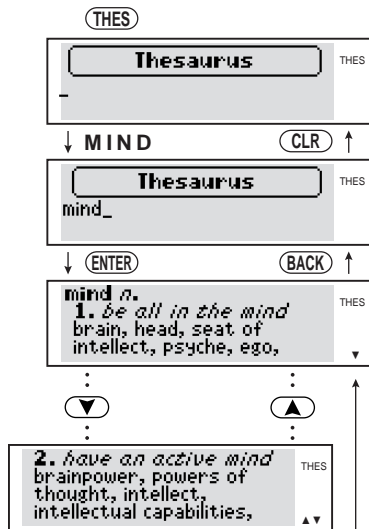 THES
Thesaurus THES
_
MIND CLR
Thesaurus THES
mind_
ENTER BACK
mind n. THES
1. be all in the mind
brain, head, seat of
intellect, psyche, ego,
2. have an active mind THES
brainpower, powers of
thought, intellect,
intellectual capabilities,